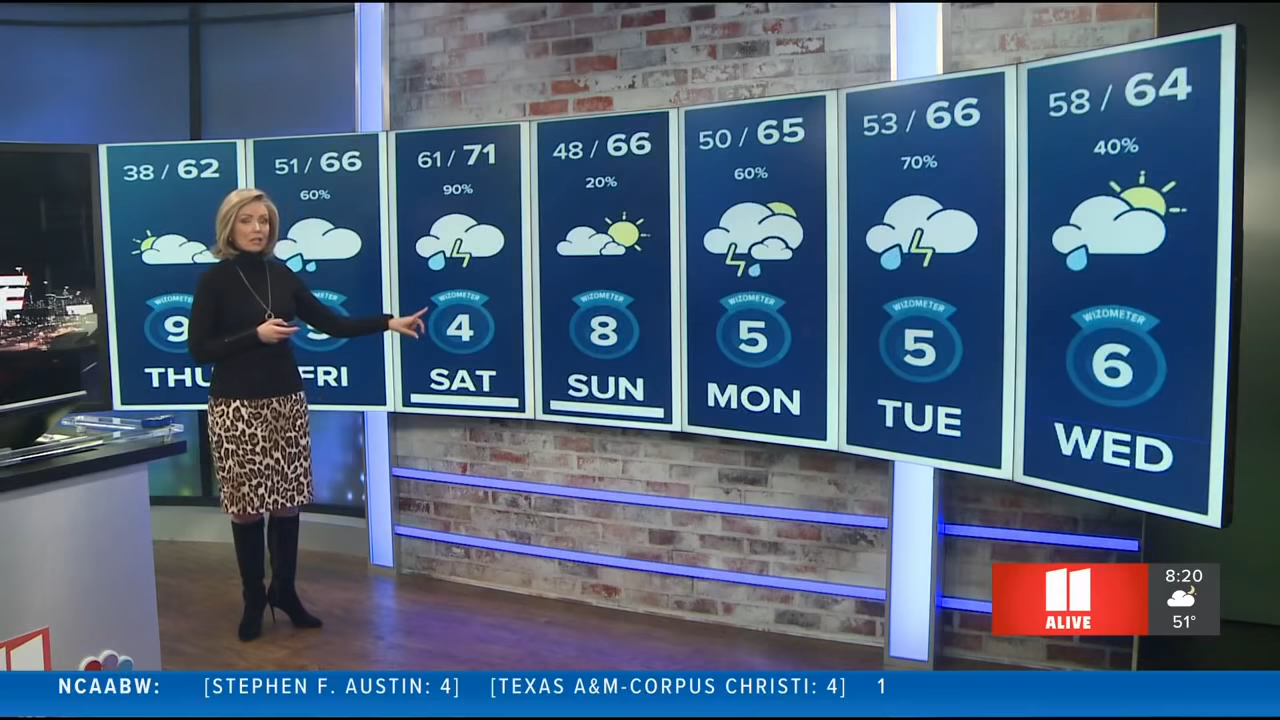 38 / 62
WIZOMETER
9
THU
51 / 66
60%
FRI
61 / 71
90%
WIZOMETER
4
SAT
48 / 66
20%
WIZOMETER
8
SUN
50 / 65
60%
WIZOMETER
5
MON
53 / 66
70%
WIZOMETER
5
TUE
58 / 64
40%
WIZOMETER
6
WED
11
ALIVE
8:20
51°
NCAABW: [STEPHEN F. AUSTIN: 4] [TEXAS A&M-CORPUS CHRISTI: 4] 1